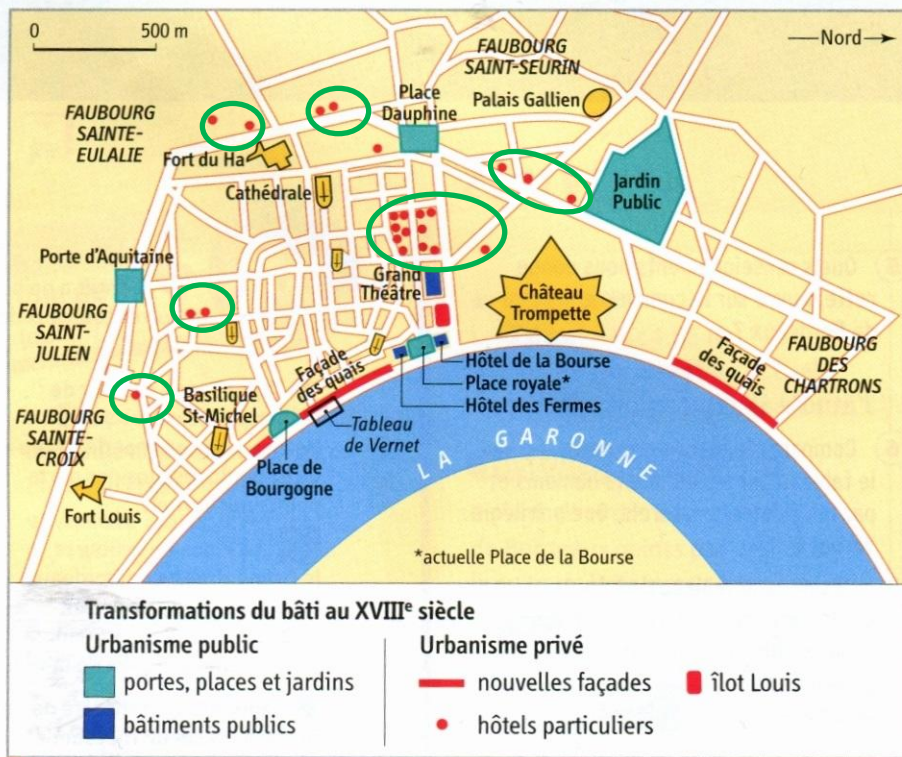 0 500 m
Nord
FAUBOURG
SAINT-SEURIN
Place
Dauphine
Palais Gallien
FAUBOURG
SAINTE-
EULALIE
Fort du Ha
Cathédrale
Jardin
Public
Porte d'Aquitaine
Grand
Théâtre
Château
Trompette
FAUBOURG
SAINT-
JULIEN
Façade
des quais
Hôtel de la Bourse
Place royale*
Hôtel des Fermes
Façade
des quais
FAUBOURG
DES
CHARTRONS
Basilique
St-Michel
Tableau
de Vernet
FAUBOURG
SAINTE-
CROIX
Place de
Bourgogne
LA GARONNE
Fort Louis
*actuelle Place de la Bourse
Transformations du bâti au XVIIIe siècle
Urbanisme public
portes, places et jardins
bâtiments publics
Urbanisme privé
nouvelles façades
îlot Louis
hôtels particuliers